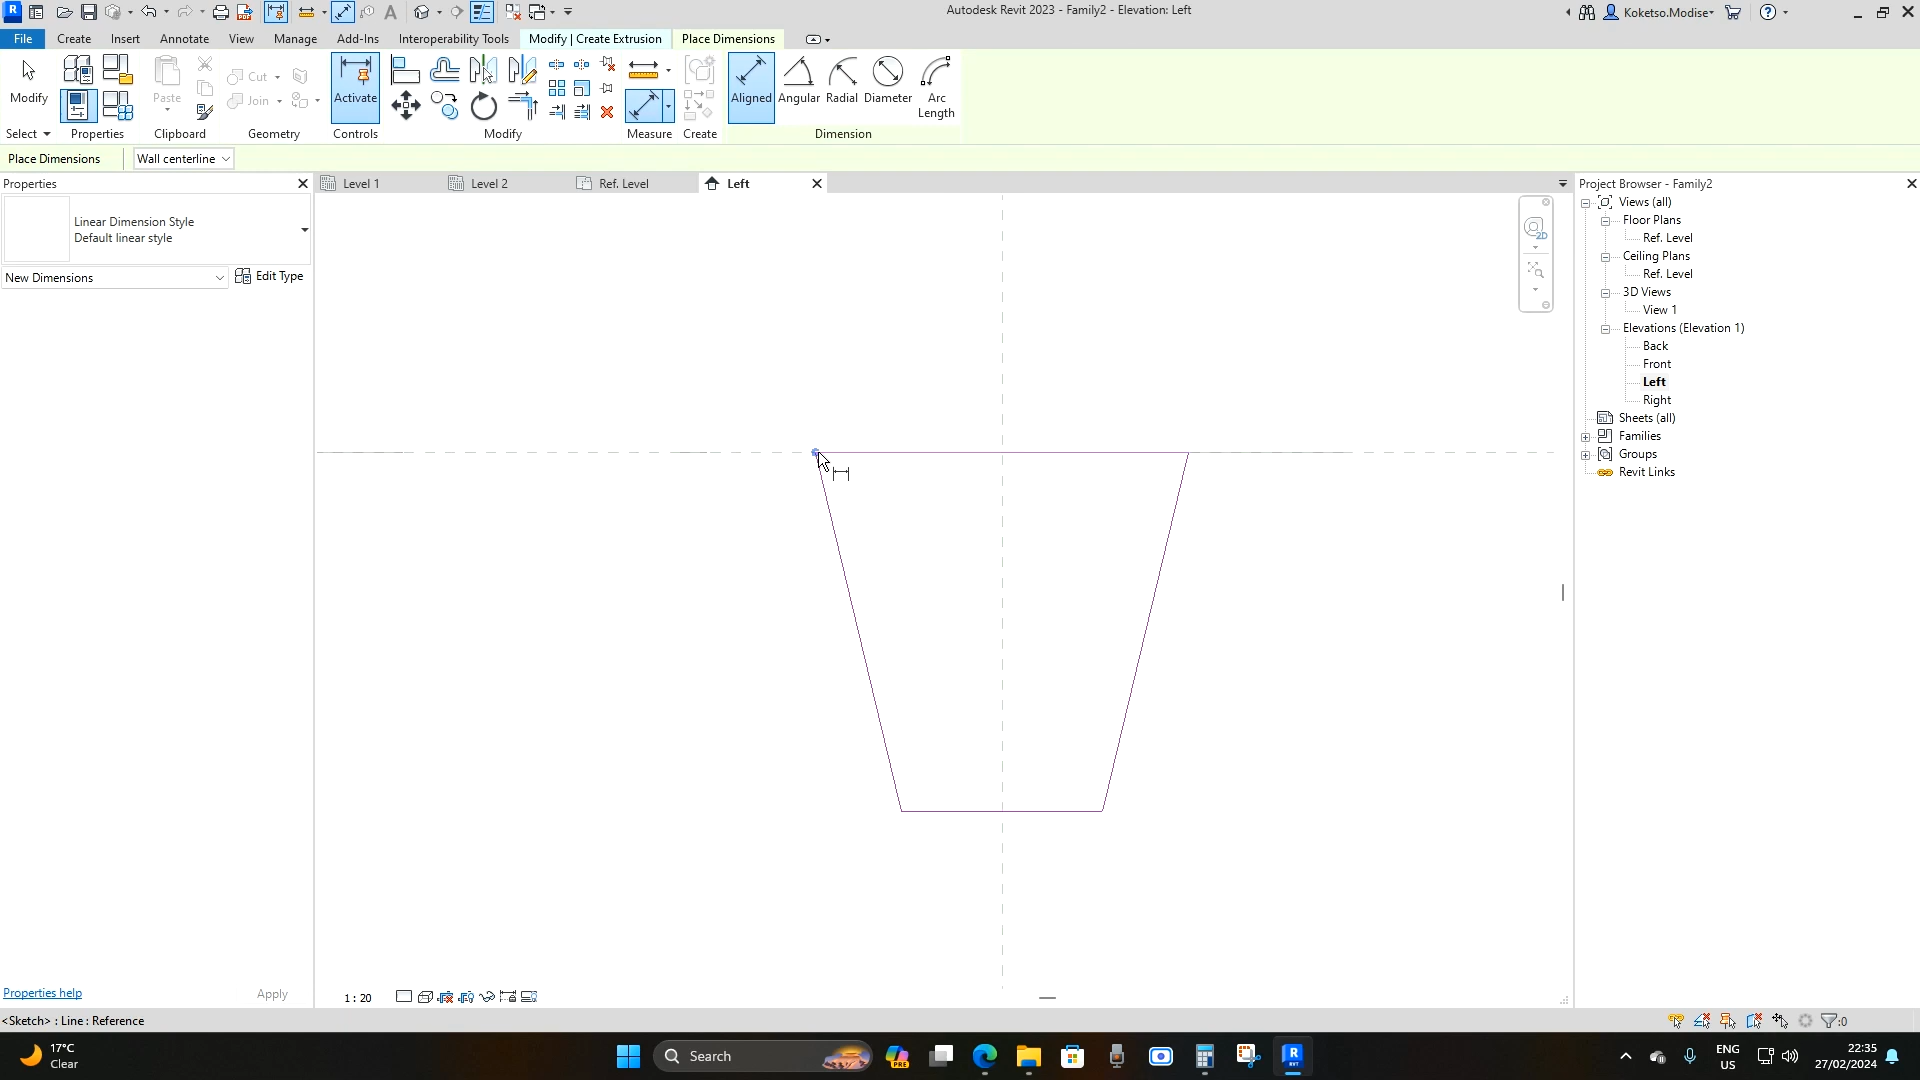 Autodesk Revit 2023 - Family2 - Elevation: Left
Koketso.Modise
File
Create
Insert
Annotate
View
Manage
Add-Ins
Interoperability Tools
Modify | Create Extrusion
Place Dimensions
Modify
Paste
Cut
Join
Activate
Aligned
Angular
Radial
Diameter
Arc
Length
Select
Properties
Clipboard
Geometry
Controls
Modify
Measure
Create
Dimension
Place Dimensions
Wall centerline
Properties
Level 1
Level 2
Ref. Level
Left
Project Browser - Family2
Linear Dimension Style
Default linear style
New Dimensions
Edit Type
2D
Views (all)
Floor Plans
Ref. Level
Ceiling Plans
Ref. Level
3D Views
View 1
Elevations (Elevation 1)
Back
Front
Left
Right
Sheets (all)
Families
Groups
Revit Links
Properties help
Apply
1 : 20
<Sketch> : Line : Reference
:0
17°C
Clear
Search
PRE
R
RVT
ENG
US
22:35
27/02/2024